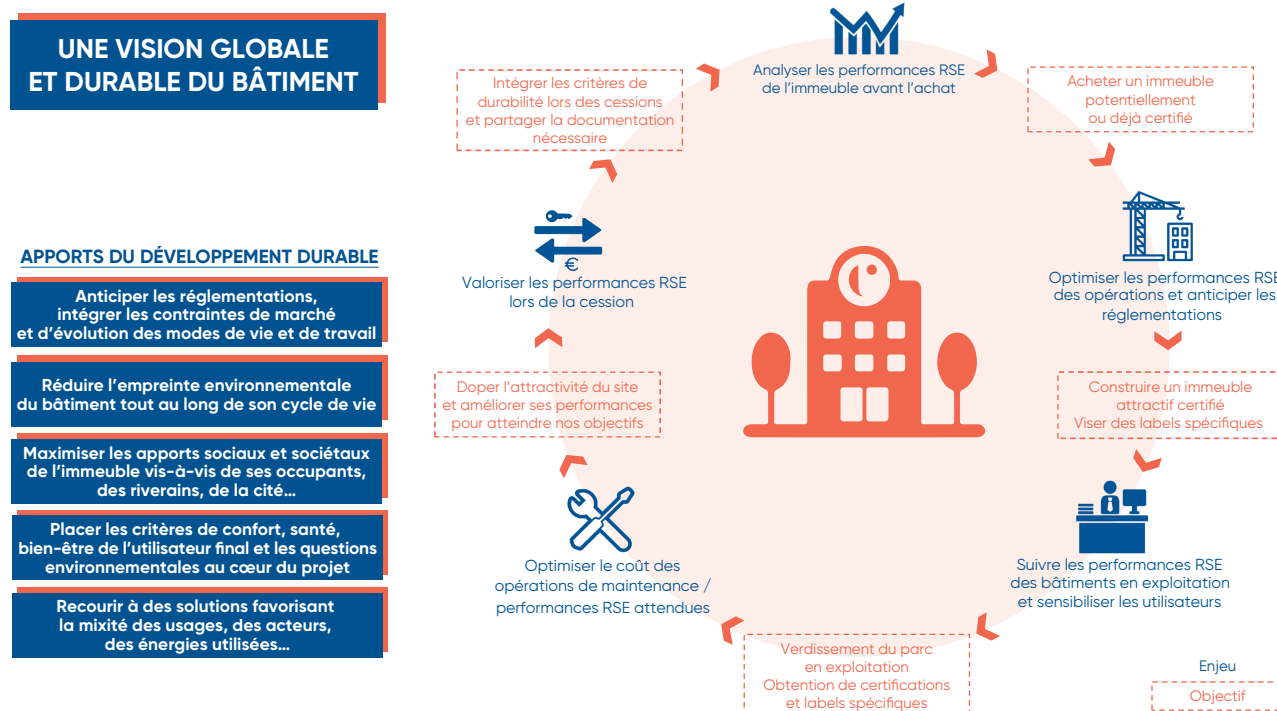 UNE VISION GLOBALE
ET DURABLE DU BÂTIMENT
APPORTS DU DÉVELOPPEMENT DURABLE
Anticiper les réglementations,
intégrer les contraintes de marché
et d'évolution des modes de vie et de travail
Réduire l'empreinte environnementale
du bâtiment tout au long de son cycle de vie
Maximiser les apports sociaux et sociétaux
de l'immeuble vis-à-vis de ses occupants,
des riverains, de la cité...
Placer les critères de confort, santé,
bien-être de l'utilisateur final et les questions
environnementales au cœur du projet
Recourir à des solutions favorisant
la mixité des usages, des acteurs,
des énergies utilisées...
Analyser les performances RSE
de l'immeuble avant l'achat
Acheter un immeuble
potentiellement
ou déjà certifié
Optimiser les performances RSE
des opérations et anticiper les
réglementations
Construire un immeuble
attractif certifié
Viser des labels spécifiques
Suivre les performances RSE
des bâtiments en exploitation
et sensibiliser les utilisateurs
Verdissement du parc
en exploitation
Obtention de certifications
et labels spécifiques
Optimiser le coût des
opérations de maintenance /
performances RSE attendues
Doper l'attractivité du site
et améliorer ses performances
pour atteindre nos objectifs
€
Valoriser les performances RSE
lors de la cession
Intégrer les critères de
durabilité lors des cessions
et partager la documentation
nécessaire
Enjeu
Objectif